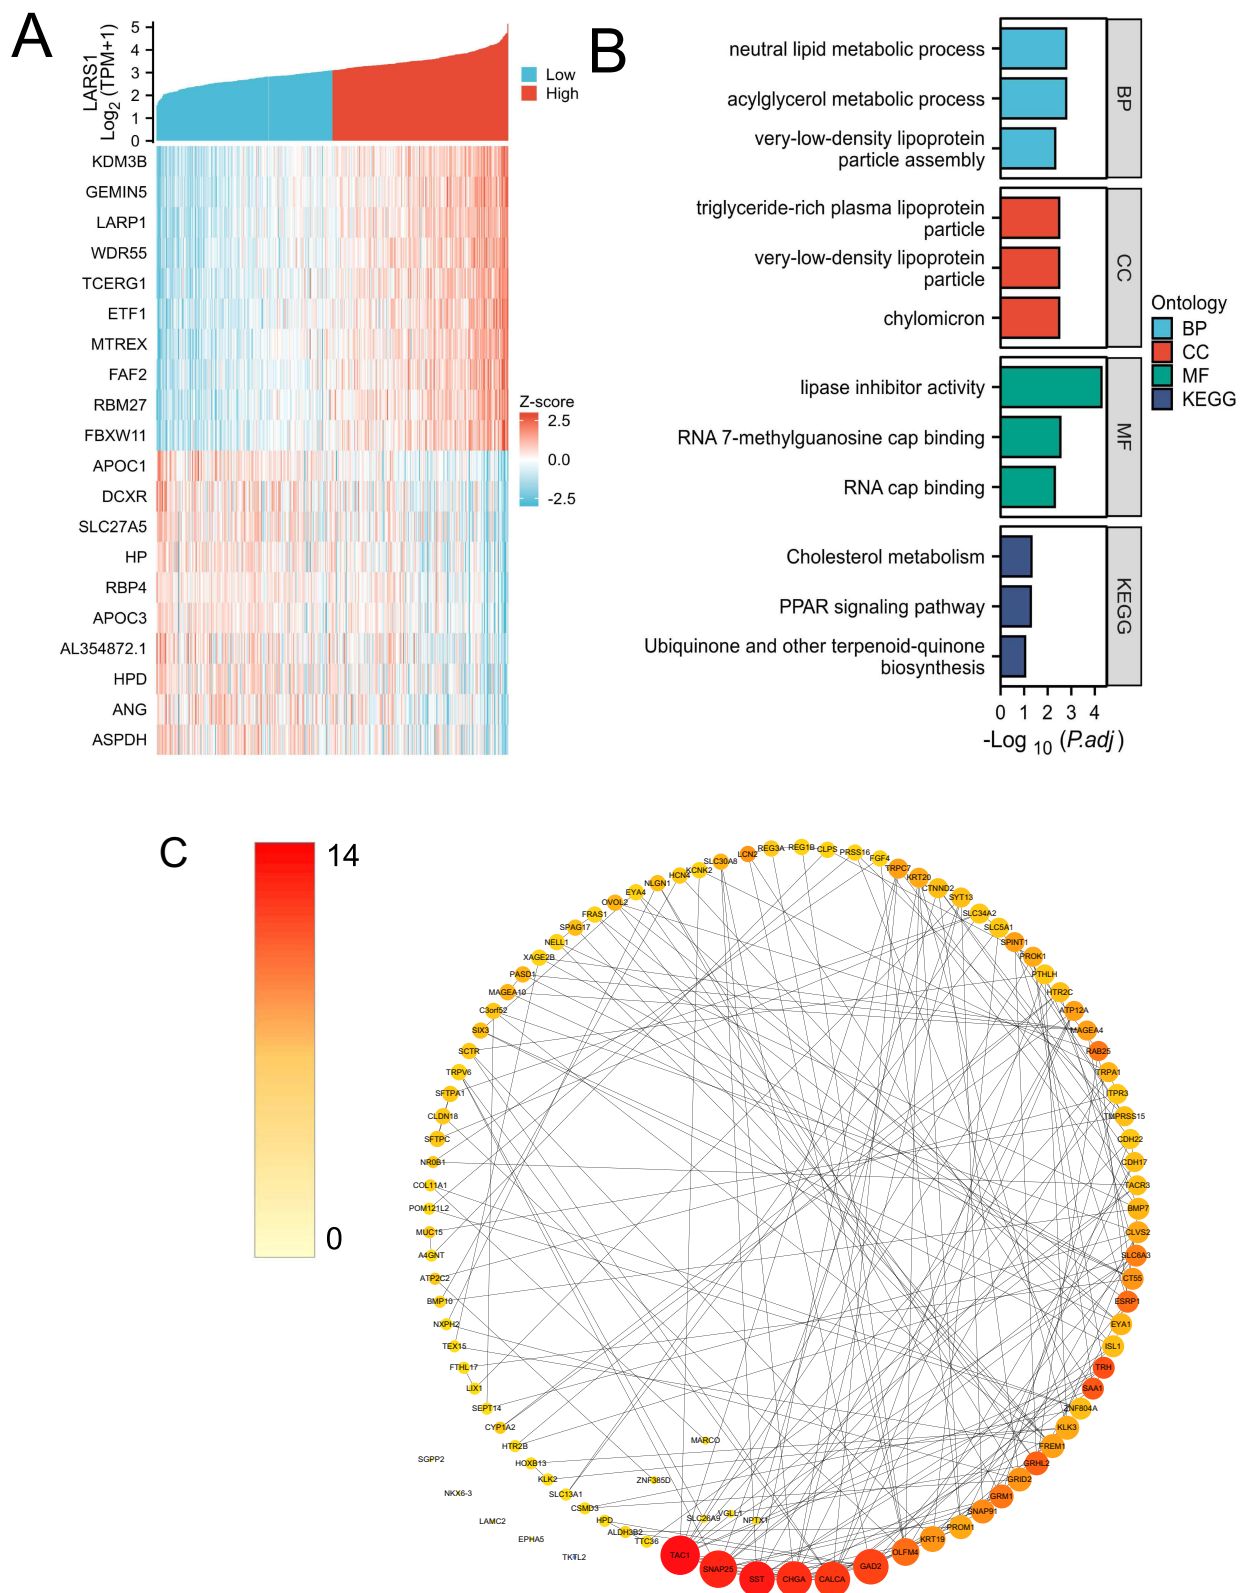 A
LARS1
Log2 (TPM+1)
5
4
3
2
1
0
Low
High
KDM3B
GEMIN5
LARP1
WDR55
TCERG1
ETF1
MTREX
FAF2
RBM27
FBXW11
APOC1
DCXR
SLC27A5
HP
RBP4
APOC3
AL354872.1
HPD
ANG
ASPDH
Z-score
2.5
0.0
-2.5
B
neutral lipid metabolic process
acylglycerol metabolic process
very-low-density lipoprotein
particle assembly
BP
triglyceride-rich plasma lipoprotein
particle
very-low-density lipoprotein
particle
chylomicron
CC
lipase inhibitor activity
RNA 7-methylguanosine cap binding
RNA cap binding
MF
Cholesterol metabolism
PPAR signaling pathway
Ubiquinone and other terpenoid-quinone
biosynthesis
KEGG
0 1 2 3 4
-Log 10 (P.adj)
Ontology
BP
CC
MF
KEGG
C
14
0
LCN2
REG3A
REG1B
CLPS
PRSS16
FGF4
TRPC7
KRT20
CTNND2
SYT13
SLC34A2
SLC5A1
SPINT1
PROK1
PTHLH
HTR2C
ATP12A
MAGEA4
RAB25
TRPA1
ITPR3
TMPRSS15
CDH22
CDH17
TACR3
BMP7
CLVS2
SLC6A3
CT55
ESRP1
EYA1
ISL1
TRH
SAA1
ZNF804A
KLK3
FREM1
GRHL2
GRID2
GRM1
SNAP91
PROM1
KRT19
OLFM4
GAD2
CALCA
CHGA
SST
SNAP25
TAC1
TTC36
ALDH3B2
HPD
CSMD3
SLC13A1
KLK2
HOXB13
HTR2B
CYP1A2
SEPT14
LIX1
FTHL17
TEX15
NXPH2
BMP10
ATP2C2
A4GNT
MUC15
POM121L2
COL11A1
NR0B1
SFTPC
CLDN18
SFTPA1
TRPV6
SCTR
SIX3
C3orf52
MAGEA10
PASD1
XAGE2B
NELL1
SPAG17
FRAS1
OVOL2
EYA4
NLGN1
HCN4
KCNK2
SLC30A8
MARCO
ZNF385D
SLC26A9
VGLL1
NPTX1
SGPP2
NKX6-3
LAMC2
EPHA5
TKTL2